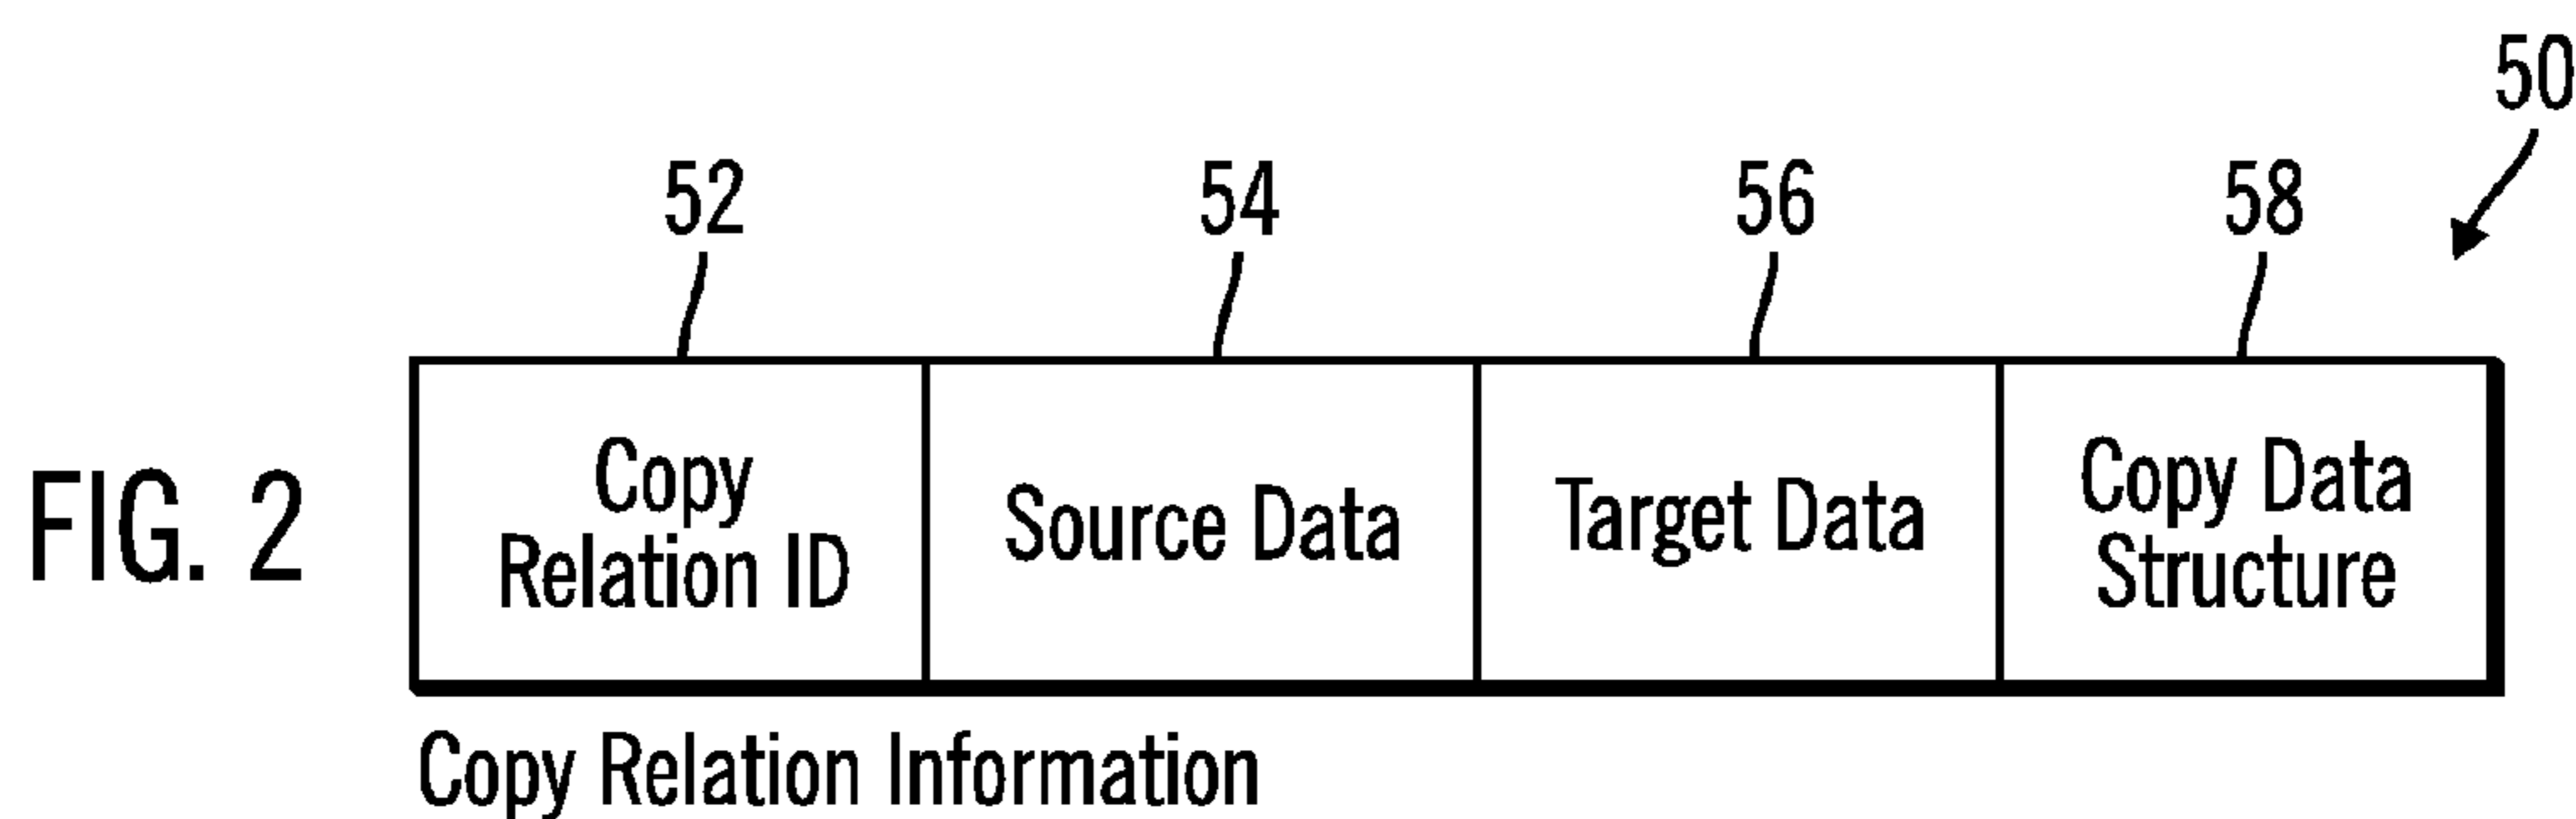 50
52
54
56
58
Copy
Relation ID
Source Data
Target Data
Copy Data
Structure
FIG. 2
Copy Relation Information